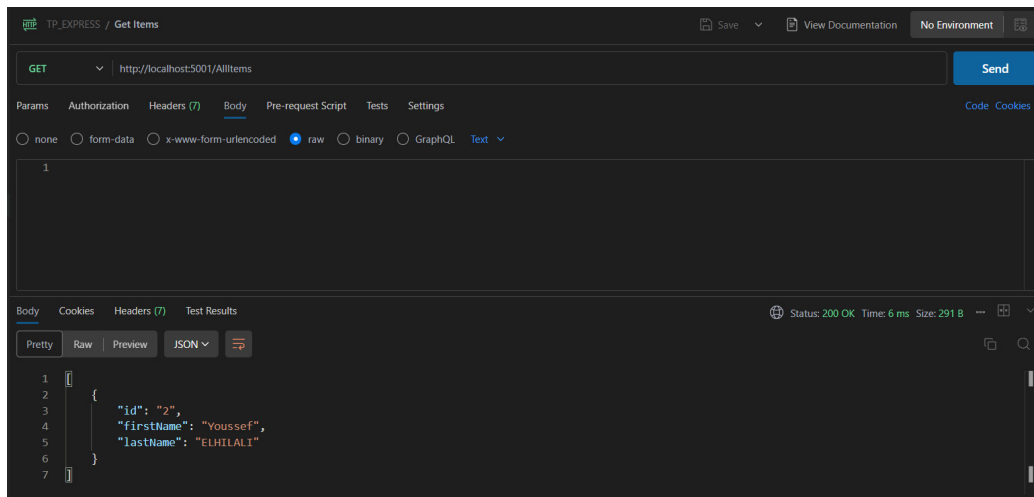 HTTP TP_EXPRESS / Get Items Save View Documentation No Environment
GET http://localhost:5001/AllItems Send
Params Authorization Headers (7) Body Pre-request Script Tests Settings Code Cookies
none form-data x-www-form-urlencoded raw binary GraphQL Text
1
Body Cookies Headers (7) Test Results Status: 200 OK Time: 6 ms Size: 291 B
Pretty Raw Preview JSON
1 [
2 {
3 "id": "2",
4 "firstName": "Youssef",
5 "lastName": "ELHILALI"
6 }
7 ]